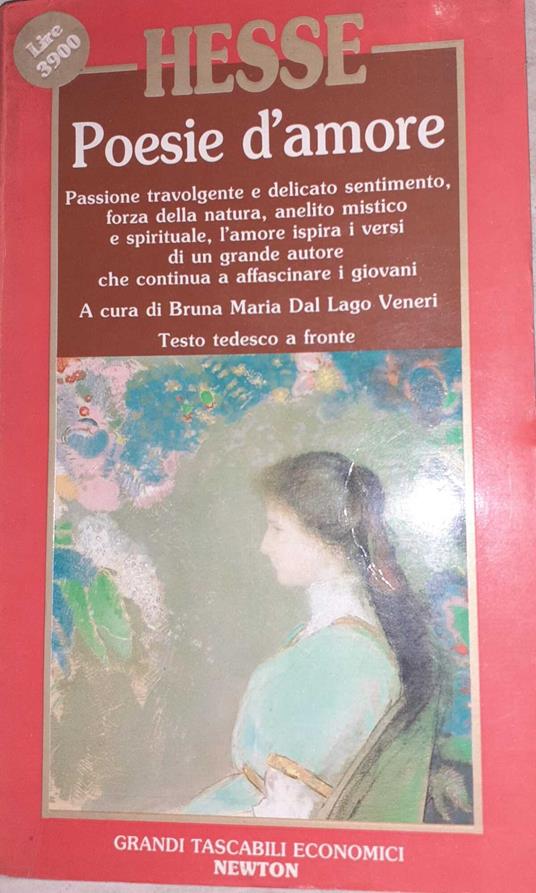 Lire
3900
HESSE
Poesie d'amore
Passione travolgente e delicato sentimento,
forza della natura, anelito mistico
e spirituale, l'amore ispira i versi
di un grande autore
che continua a affascinare i giovani
A cura di Bruna Maria Dal Lago Veneri
Testo tedesco a fronte
GRANDI TASCABILI ECONOMICI
NEWTON